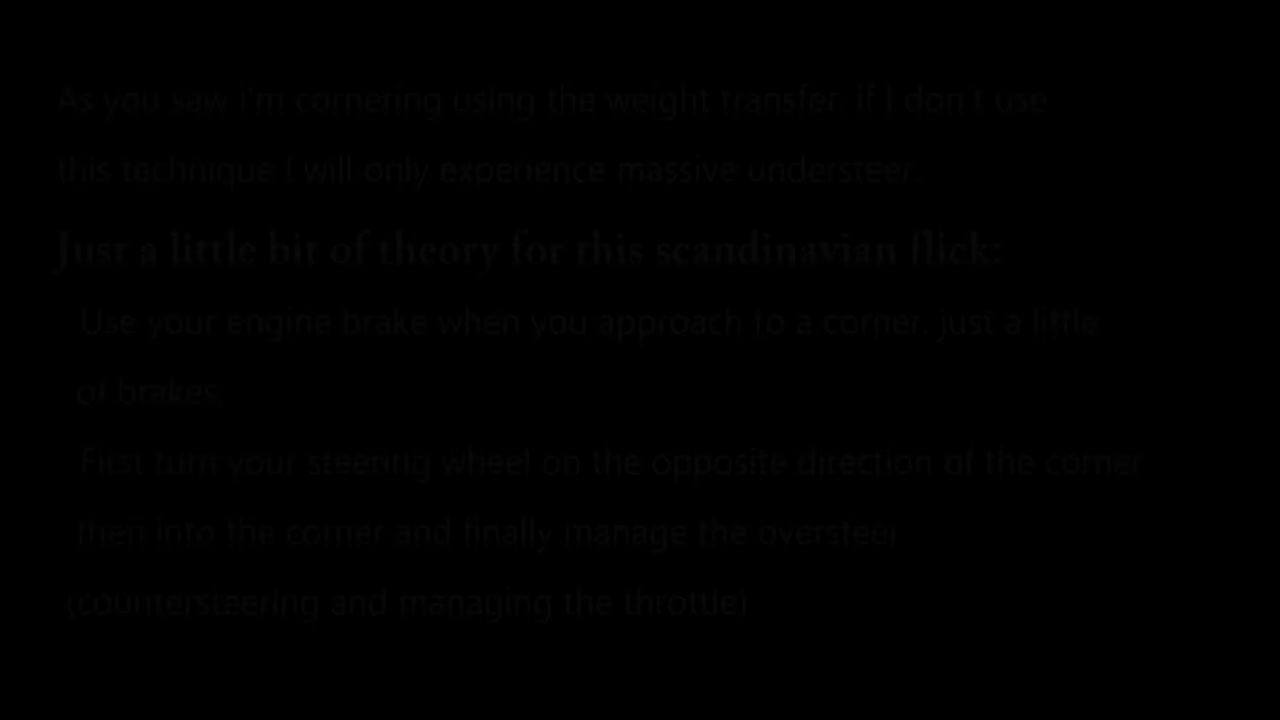 As you saw I'm cornering using the weight transfer. If I don't use
this technique I will only experience massive understeer.
Just a little bit of theory for this scandinavian flick:
Use your engine brake when you approach to a corner, just a little
of brakes;
First turn your steering wheel on the opposite direction of the corner
then into the corner and finally manage the oversteer
(countersteering and managing the throttle)